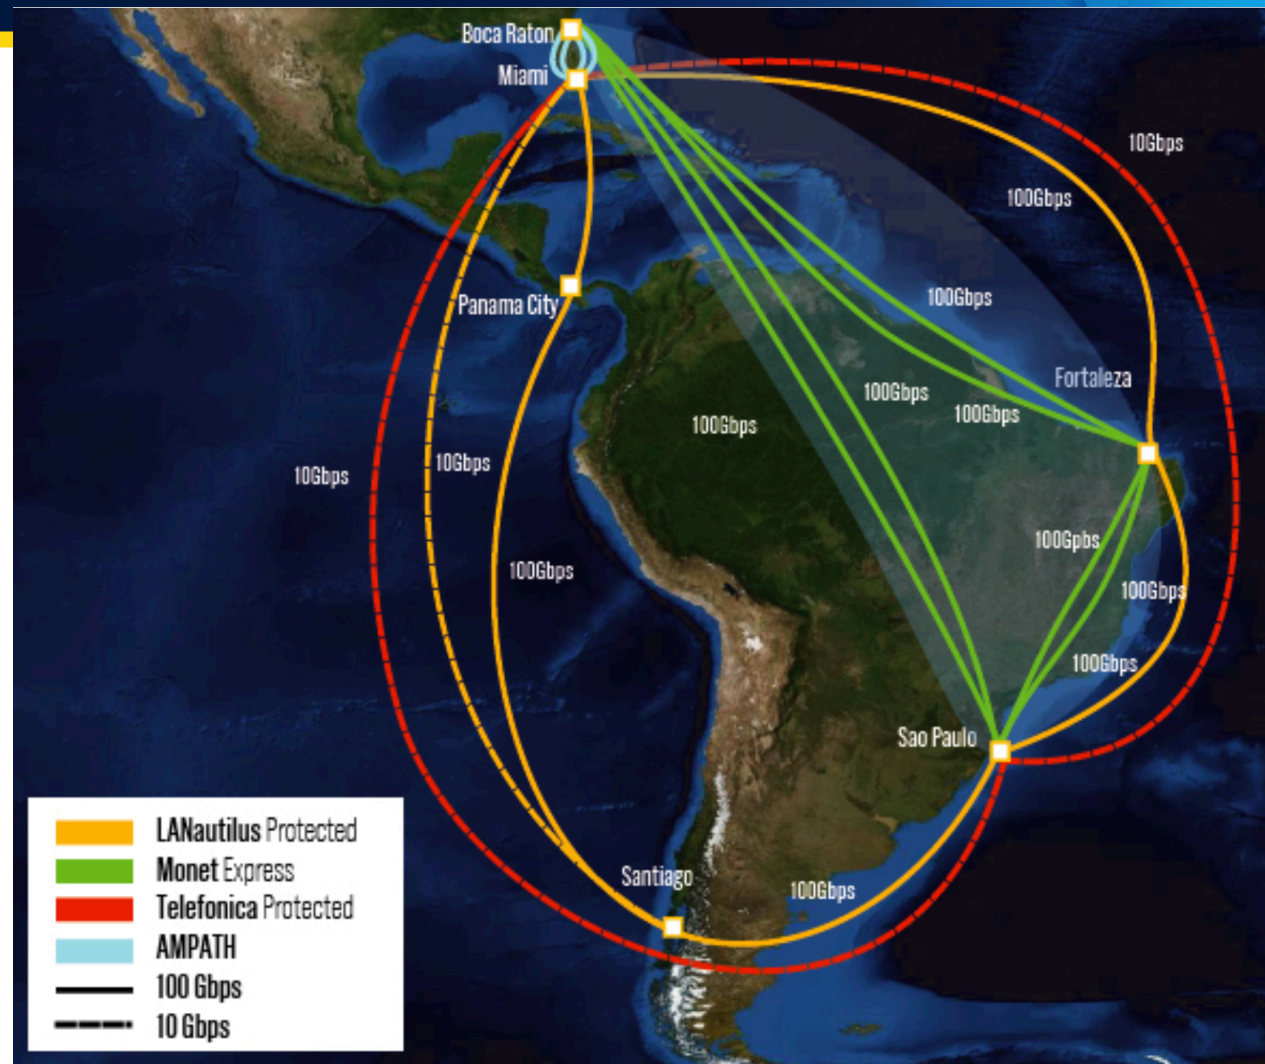 Boca Raton
Miami
10Gbps
100Gbps
100Gbps
Panama City
Fortaleza
100Gbps
100Gbps
100Gbps
10Gbps
10Gbps
100Gpbs
100Gbps
100Gbps
100Gbps
Sao Paulo
Santiago
100Gbps
LANautilus Protected
Monet Express
Telefonica Protected
AMPATH
100 Gbps
10 Gbps